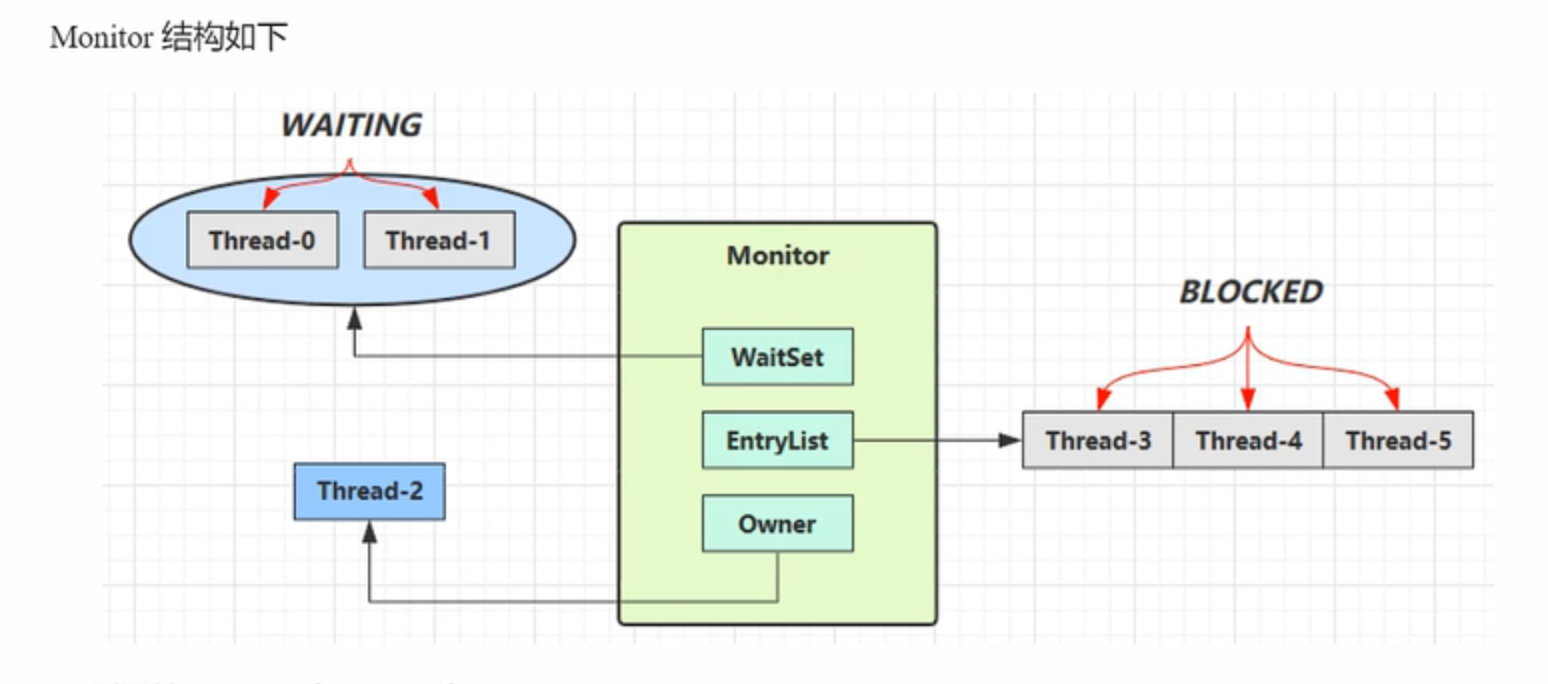 Monitor 结构如下
WAITING
Thread-0 Thread-1
Monitor
BLOCKED
WaitSet
EntryList
Thread-3 Thread-4 Thread-5
Thread-2
Owner